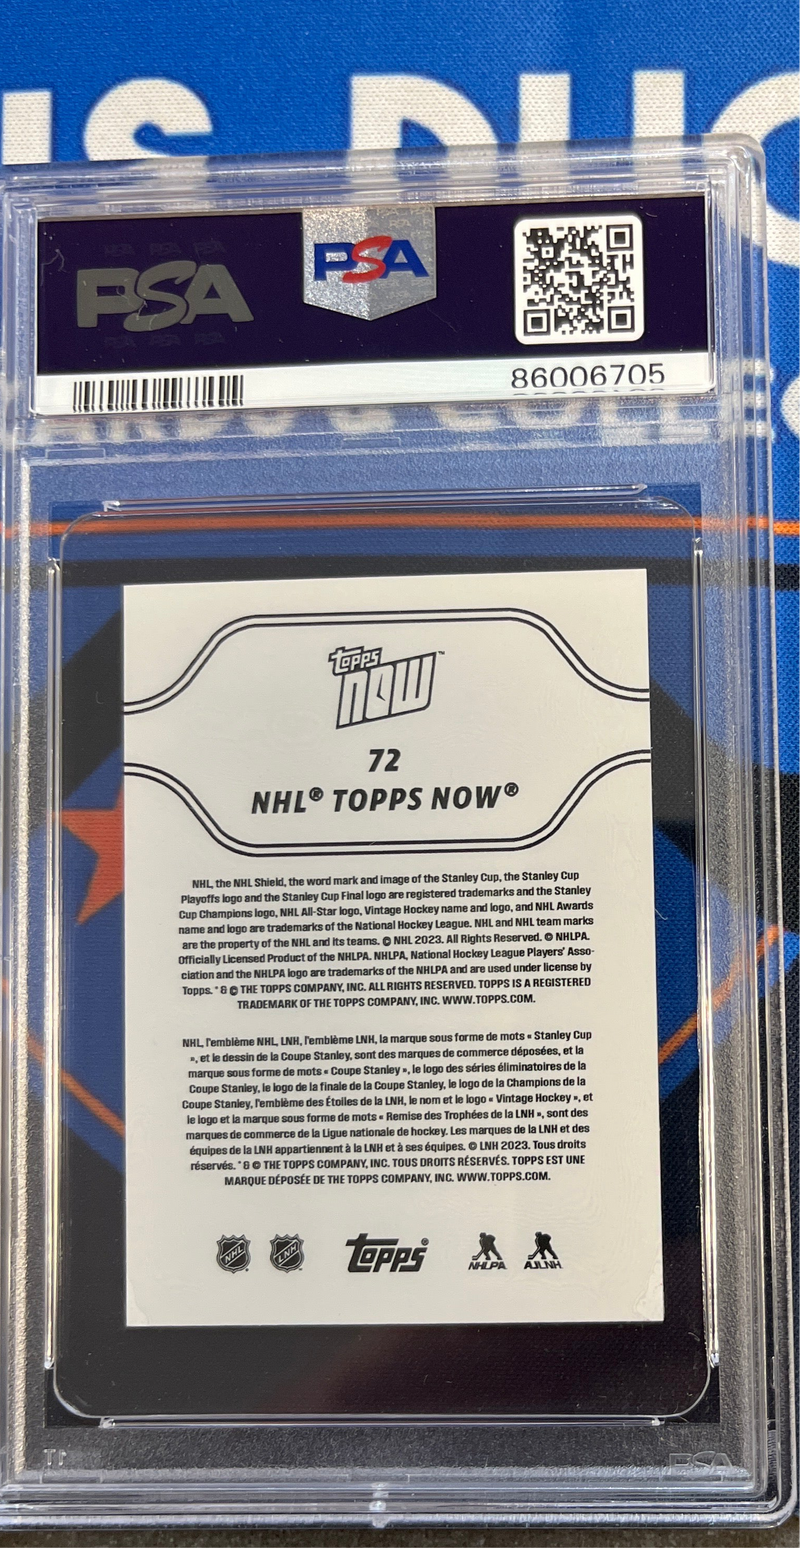 IS DUC
PSA
PSA
86006705
topps
now™
72
NHL® TOPPS NOW®
NHL, the NHL Shield, the word mark and image of the Stanley Cup, the Stanley Cup
Playoffs logo and the Stanley Cup Final logo are registered trademarks and the Stanley
Cup Champions logo, NHL All-Star logo, Vintage Hockey name and logo, and NHL Awards
name and logo are trademarks of the National Hockey League. NHL and NHL team marks
are the property of the NHL and its teams. © NHL 2023. All Rights Reserved. © NHLPA.
Officially Licensed Product of the NHLPA. NHLPA, National Hockey League Players' Asso-
ciation and the NHLPA logo are trademarks of the NHLPA and are used under license by
Topps. ® & © THE TOPPS COMPANY, INC. ALL RIGHTS RESERVED. TOPPS IS A REGISTERED
TRADEMARK OF THE TOPPS COMPANY, INC. WWW.TOPPS.COM.
NHL, l'emblème NHL, LNH, l'emblème LNH, la marque sous forme de mots « Stanley Cup
», et le dessin de la Coupe Stanley, sont des marques de commerce déposées, et la
marque sous forme de mots « Coupe Stanley », le logo des séries éliminatoires de la
Coupe Stanley, le logo de la finale de la Coupe Stanley, le logo de la Champions de la
Coupe Stanley, l'emblème des Étoiles de la LNH, le nom et le logo « Vintage Hockey », et
le logo et la marque sous forme de mots « Remise des Trophées de la LNH », sont des
marques de commerce de la Ligue nationale de hockey. Les marques de la LNH et des
équipes de la LNH appartiennent à la LNH et à ses équipes. © LNH 2023. Tous droits
réservés. ® & © THE TOPPS COMPANY, INC. TOUS DROITS RÉSERVÉS. TOPPS EST UNE
MARQUE DÉPOSÉE DE THE TOPPS COMPANY, INC. WWW.TOPPS.COM.
NHL LNH topps® NHLPA AJLNH
PSA